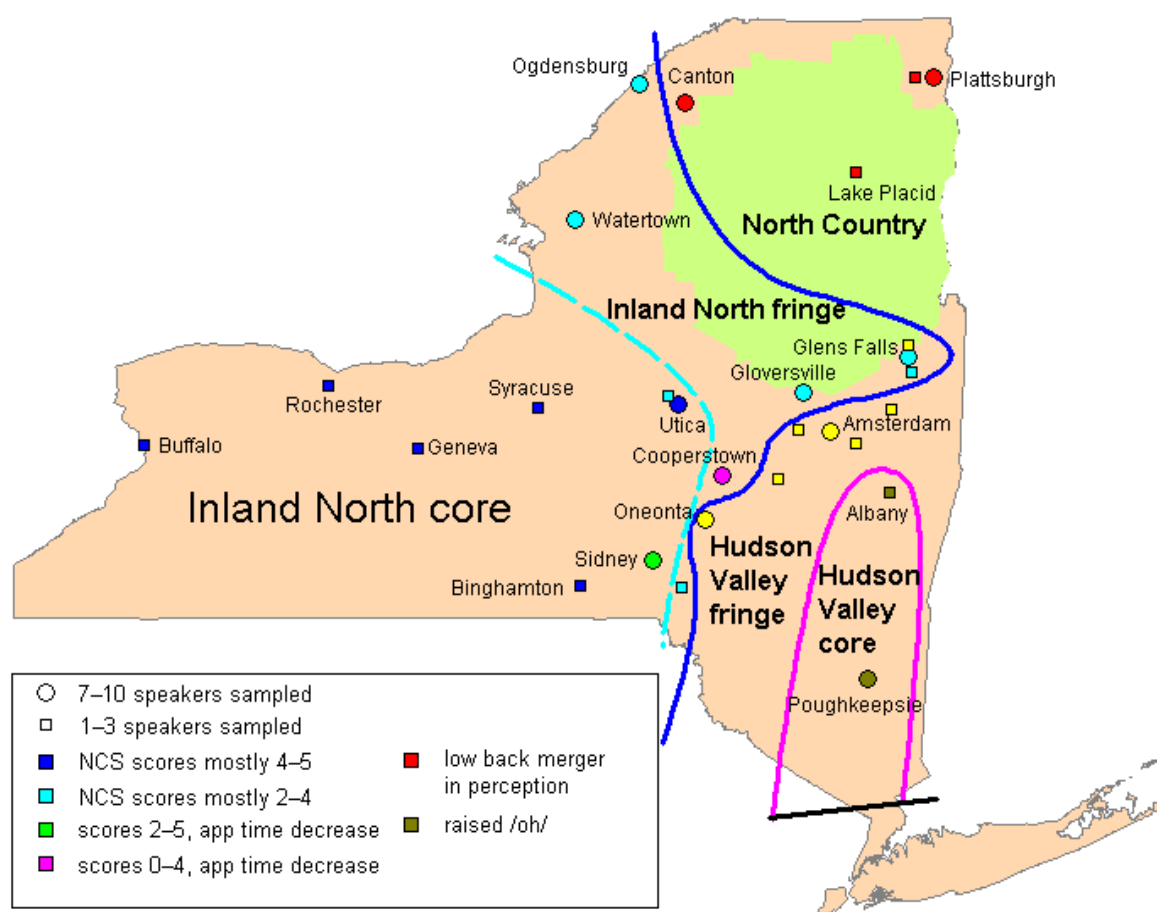 Ogdensburg
Canton
Plattsburgh
Lake Placid
Watertown
North Country
Inland North fringe
Glens Falls
Gloversville
Syracuse
Rochester
Utica
Amsterdam
Buffalo
Geneva
Cooperstown
Inland North core
Oneonta
Albany
Sidney
Hudson
Valley
fringe
Hudson
Valley
core
Binghamton
Poughkeepsie
7–10 speakers sampled
1–3 speakers sampled
NCS scores mostly 4–5
NCS scores mostly 2–4
scores 2–5, app time decrease
scores 0–4, app time decrease
low back merger
in perception
raised /oh/